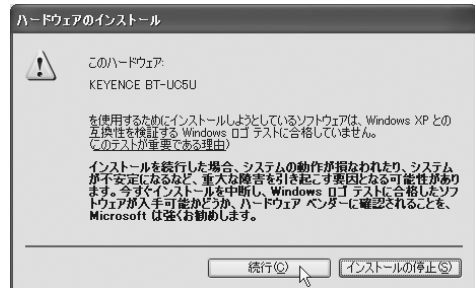 ハードウェアのインストール
このハードウェア:
KEYENCE BT-UC5U
を使用するためにインストールしようとしているソフトウェアは、Windows XP との
互換性を検証する Windows ロゴ テストに合格していません。
(このテストが重要である理由)
インストールを続行した場合、システムの動作が損なわれたり、システム
が不安定になるなど、重大な障害を引き起こす要因となる可能性があり
ます。今すぐインストールを中断し、Windows ロゴ テストに合格したソフ
トウェアが入手可能かどうか、ハードウェア ベンダーに確認されることを、
Microsoft は強くお勧めします。
続行(C) インストールの停止(S)